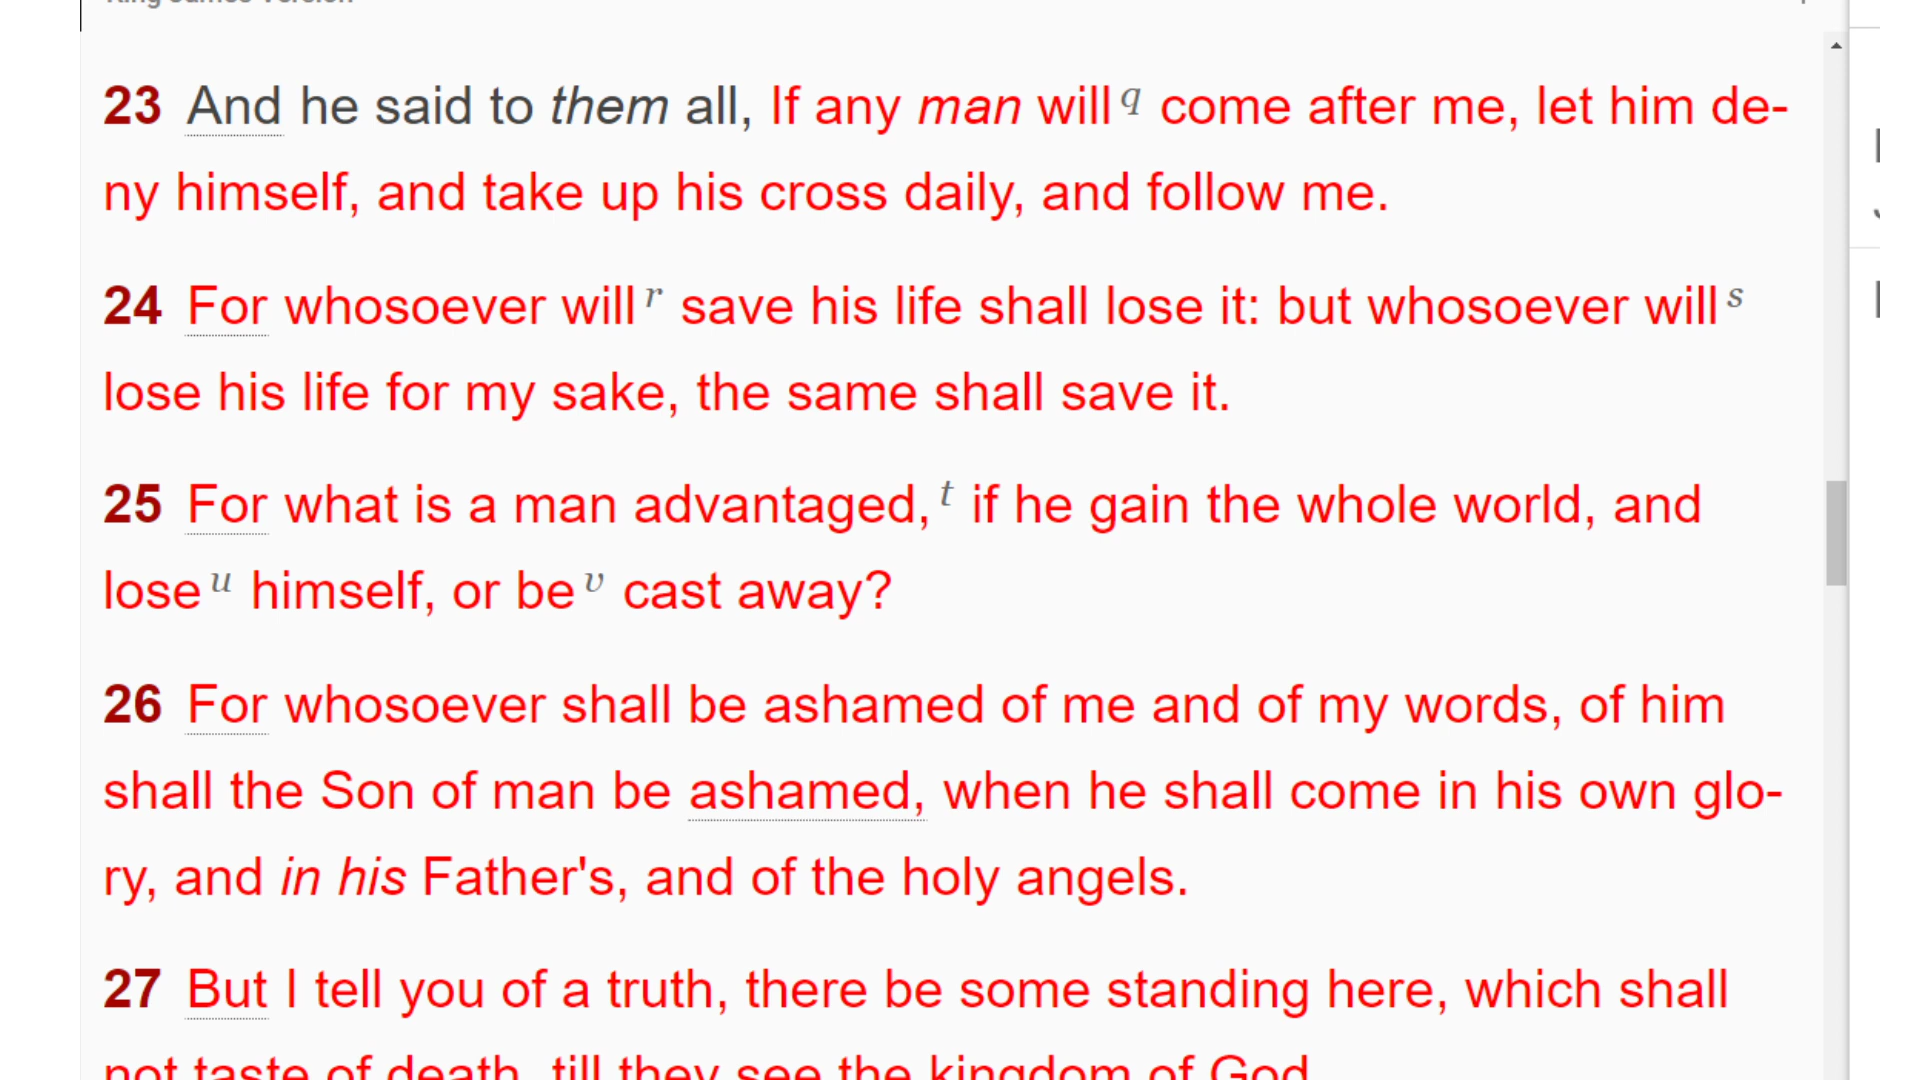 King James Version
23 And he said to them all, If any man will q come after me, let him de-
ny himself, and take up his cross daily, and follow me.
24 For whosoever will r save his life shall lose it: but whosoever will s
lose his life for my sake, the same shall save it.
25 For what is a man advantaged, t if he gain the whole world, and
lose u himself, or be v cast away?
26 For whosoever shall be ashamed of me and of my words, of him
shall the Son of man be ashamed, when he shall come in his own glo-
ry, and in his Father's, and of the holy angels.
27 But I tell you of a truth, there be some standing here, which shall
not taste of death, till they see the kingdom of God.